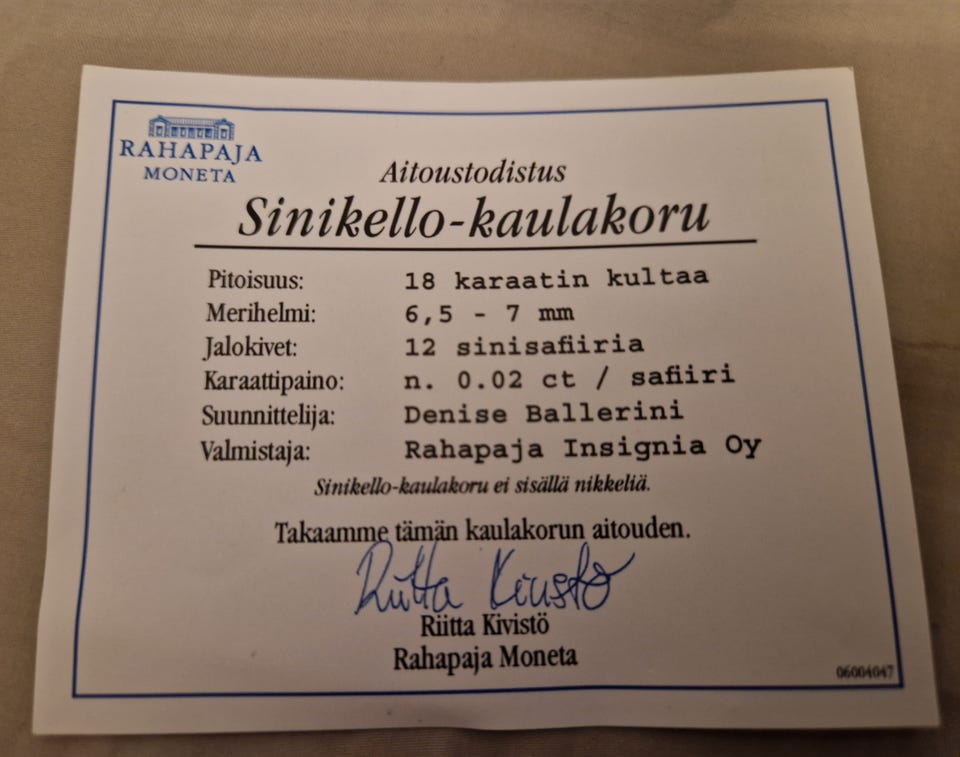 RAHAPAJA
MONETA
Aitoustodistus
Sinikello-kaulakoru
Pitoisuus: 18 karaatin kultaa
Merihelmi: 6,5 - 7 mm
Jalokivet: 12 sinisafiiria
Karaattipaino: n. 0.02 ct / safiiri
Suunnittelija: Denise Ballerini
Valmistaja: Rahapaja Insignia Oy
Sinikello-kaulakoru ei sisällä nikkeliä.
Takaamme tämän kaulakorun aitouden.
Riitta Kivistö
Riitta Kivistö
Rahapaja Moneta
06004047